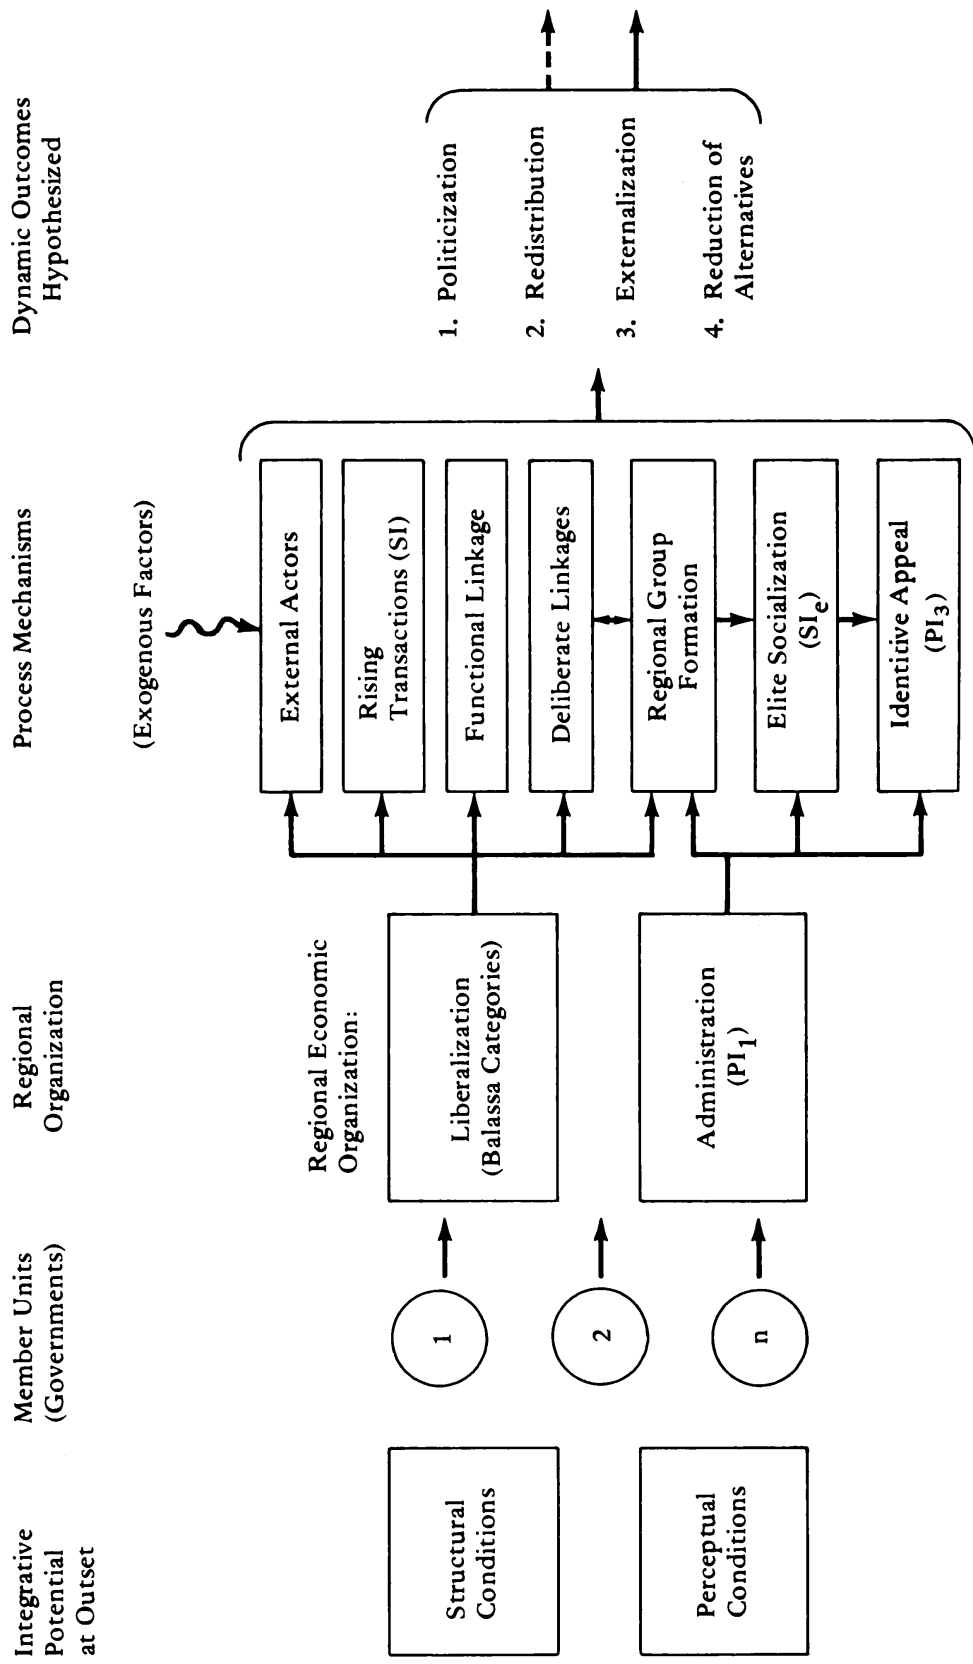 Integrative
Potential
at Outset
Member Units
(Governments)
Regional
Organization
Process Mechanisms
Dynamic Outcomes
Hypothesized
Structural
Conditions
Perceptual
Conditions
1
2
n
Regional Economic
Organization:
Liberalization
(Balassa Categories)
Administration
(PI1)
(Exogenous Factors)
External Actors
Rising
Transactions (SI)
Functional Linkage
Deliberate Linkages
Regional Group
Formation
Elite Socialization
(SIe)
Identitive Appeal
(PI3)
1. Politicization
2. Redistribution
3. Externalization
4. Reduction of
Alternatives